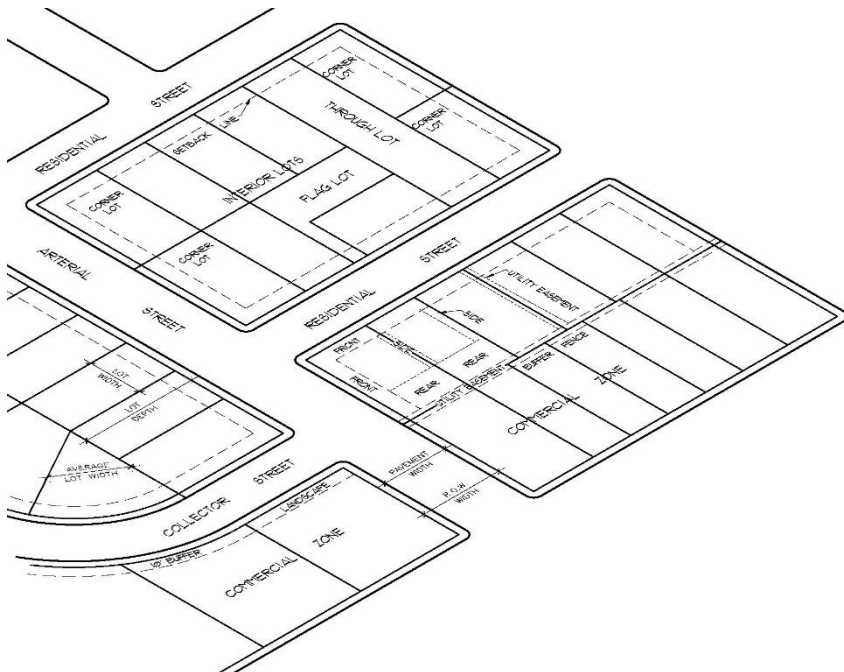 RESIDENTIAL STREET
CORNER
LOT
SETBACK
LINE
THROUGH LOT
CORNER
LOT
INTERIOR LOTS
FLAG LOT
CORNER
LOT
CORNER
LOT
ARTERIAL STREET
RESIDENTIAL STREET
UTILITY EASEMENT
SIDE
FRONT
FRONT
REAR
REAR
UTILITY EASEMENT
BUFFER FENCE
COMMERCIAL ZONE
LOT
WIDTH
LOT
DEPTH
AVERAGE
LOT WIDTH
COLLECTOR STREET
PAVEMENT
WIDTH
R.O.W
WIDTH
LANDSCAPE
10' BUFFER
COMMERCIAL ZONE